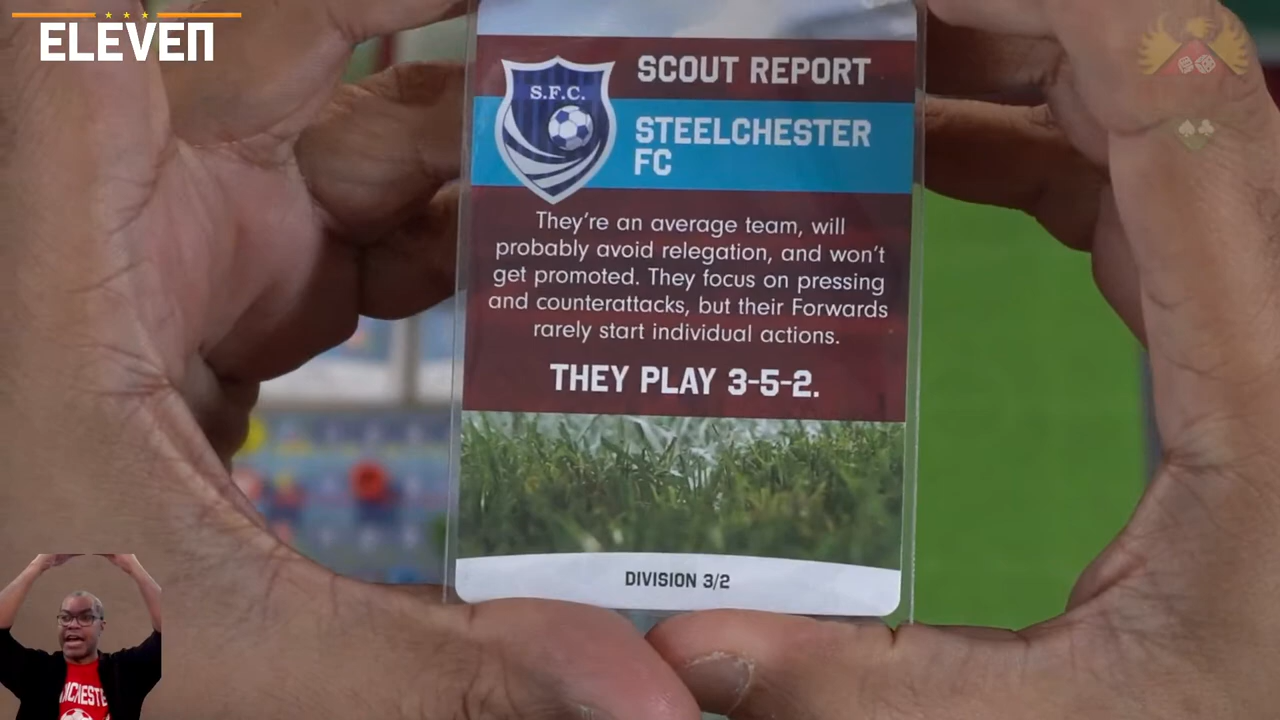 ELEVEN
SCOUT REPORT
S.F.C.
STEELCHESTER
FC
They're an average team, will
probably avoid relegation, and won't
get promoted. They focus on pressing
and counterattacks, but their Forwards
rarely start individual actions.
THEY PLAY 3-5-2.
DIVISION 3/2